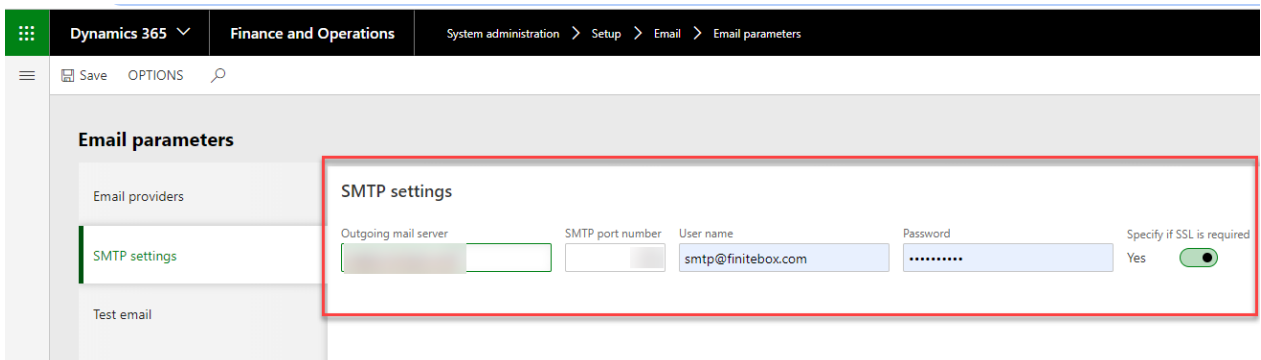 Dynamics 365 Finance and Operations System administration > Setup > Email > Email parameters
Save OPTIONS
Email parameters
Email providers
SMTP settings
Test email
SMTP settings
Outgoing mail server SMTP port number User name Password Specify if SSL is required
smtp@finitebox.com •••••••••• Yes